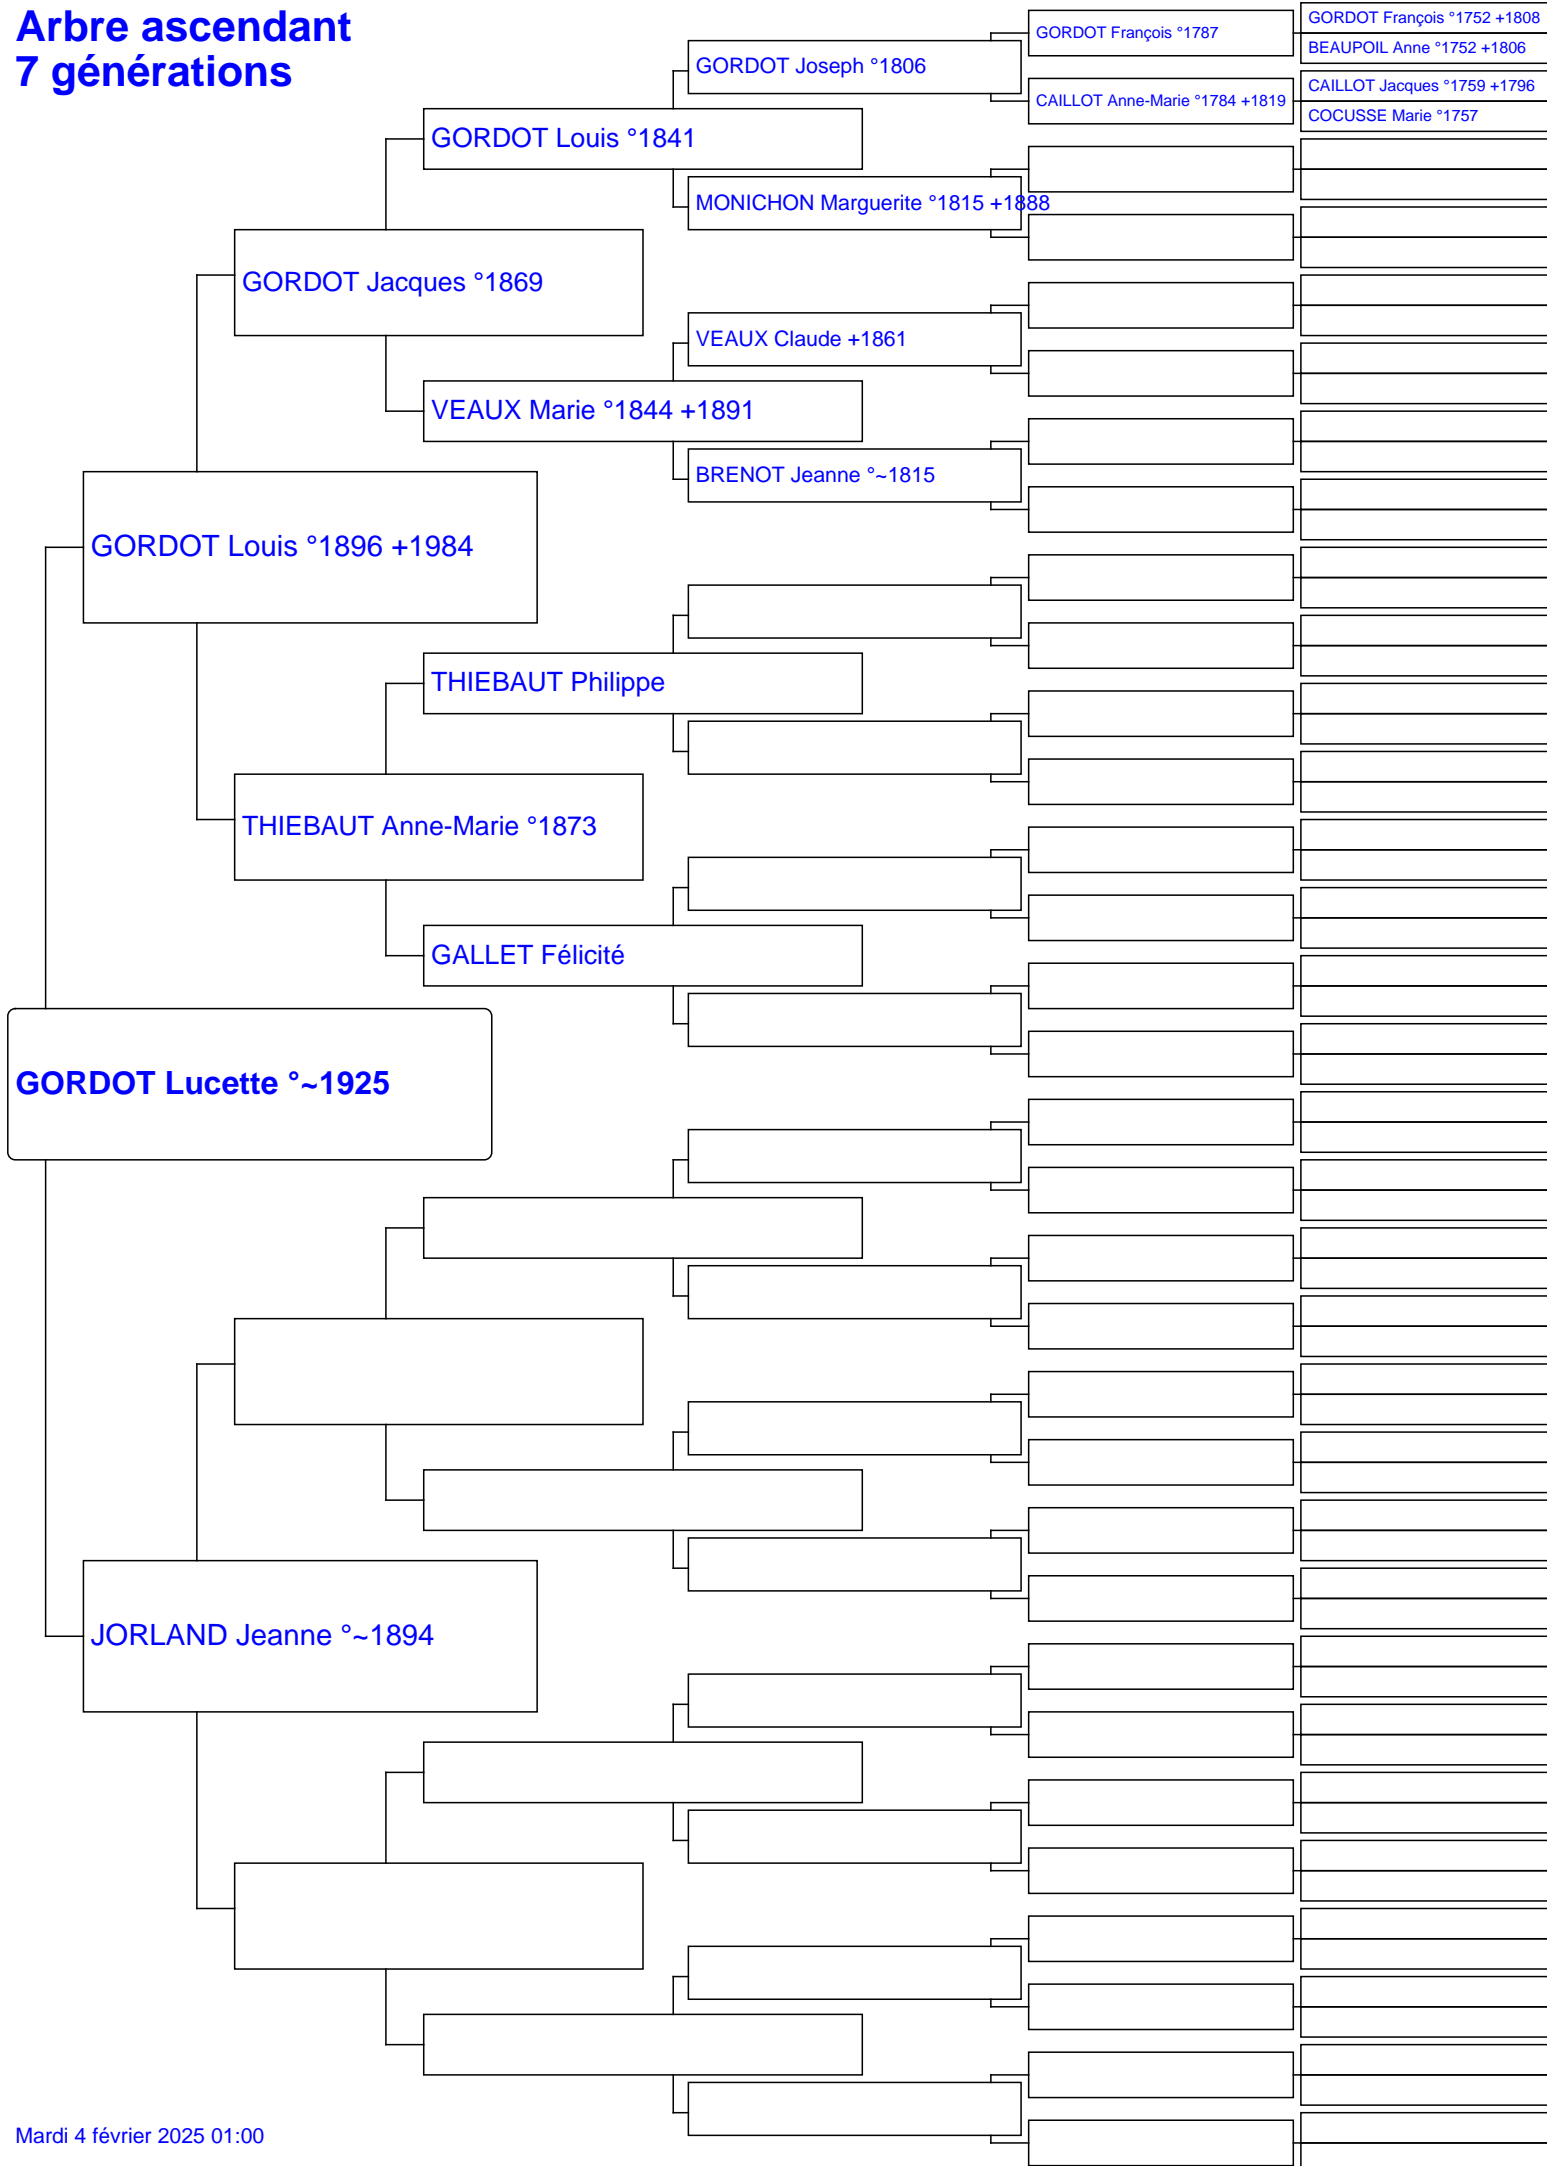 Arbre ascendant
7 générations
GORDOT François °1752 +1808
GORDOT François °1787
BEAUPOIL Anne °1752 +1806
GORDOT Joseph °1806
CAILLOT Jacques °1759 +1796
CAILLOT Anne-Marie °1784 +1819
COCUSSE Marie °1757
GORDOT Louis °1841
MONICHON Marguerite °1815 +1888
GORDOT Jacques °1869
VEAUX Claude +1861
VEAUX Marie °1844 +1891
BRENOT Jeanne °~1815
GORDOT Louis °1896 +1984
THIEBAUT Philippe
THIEBAUT Anne-Marie °1873
GALLET Félicité
GORDOT Lucette °~1925
JORLAND Jeanne °~1894
Mardi 4 février 2025 01:00